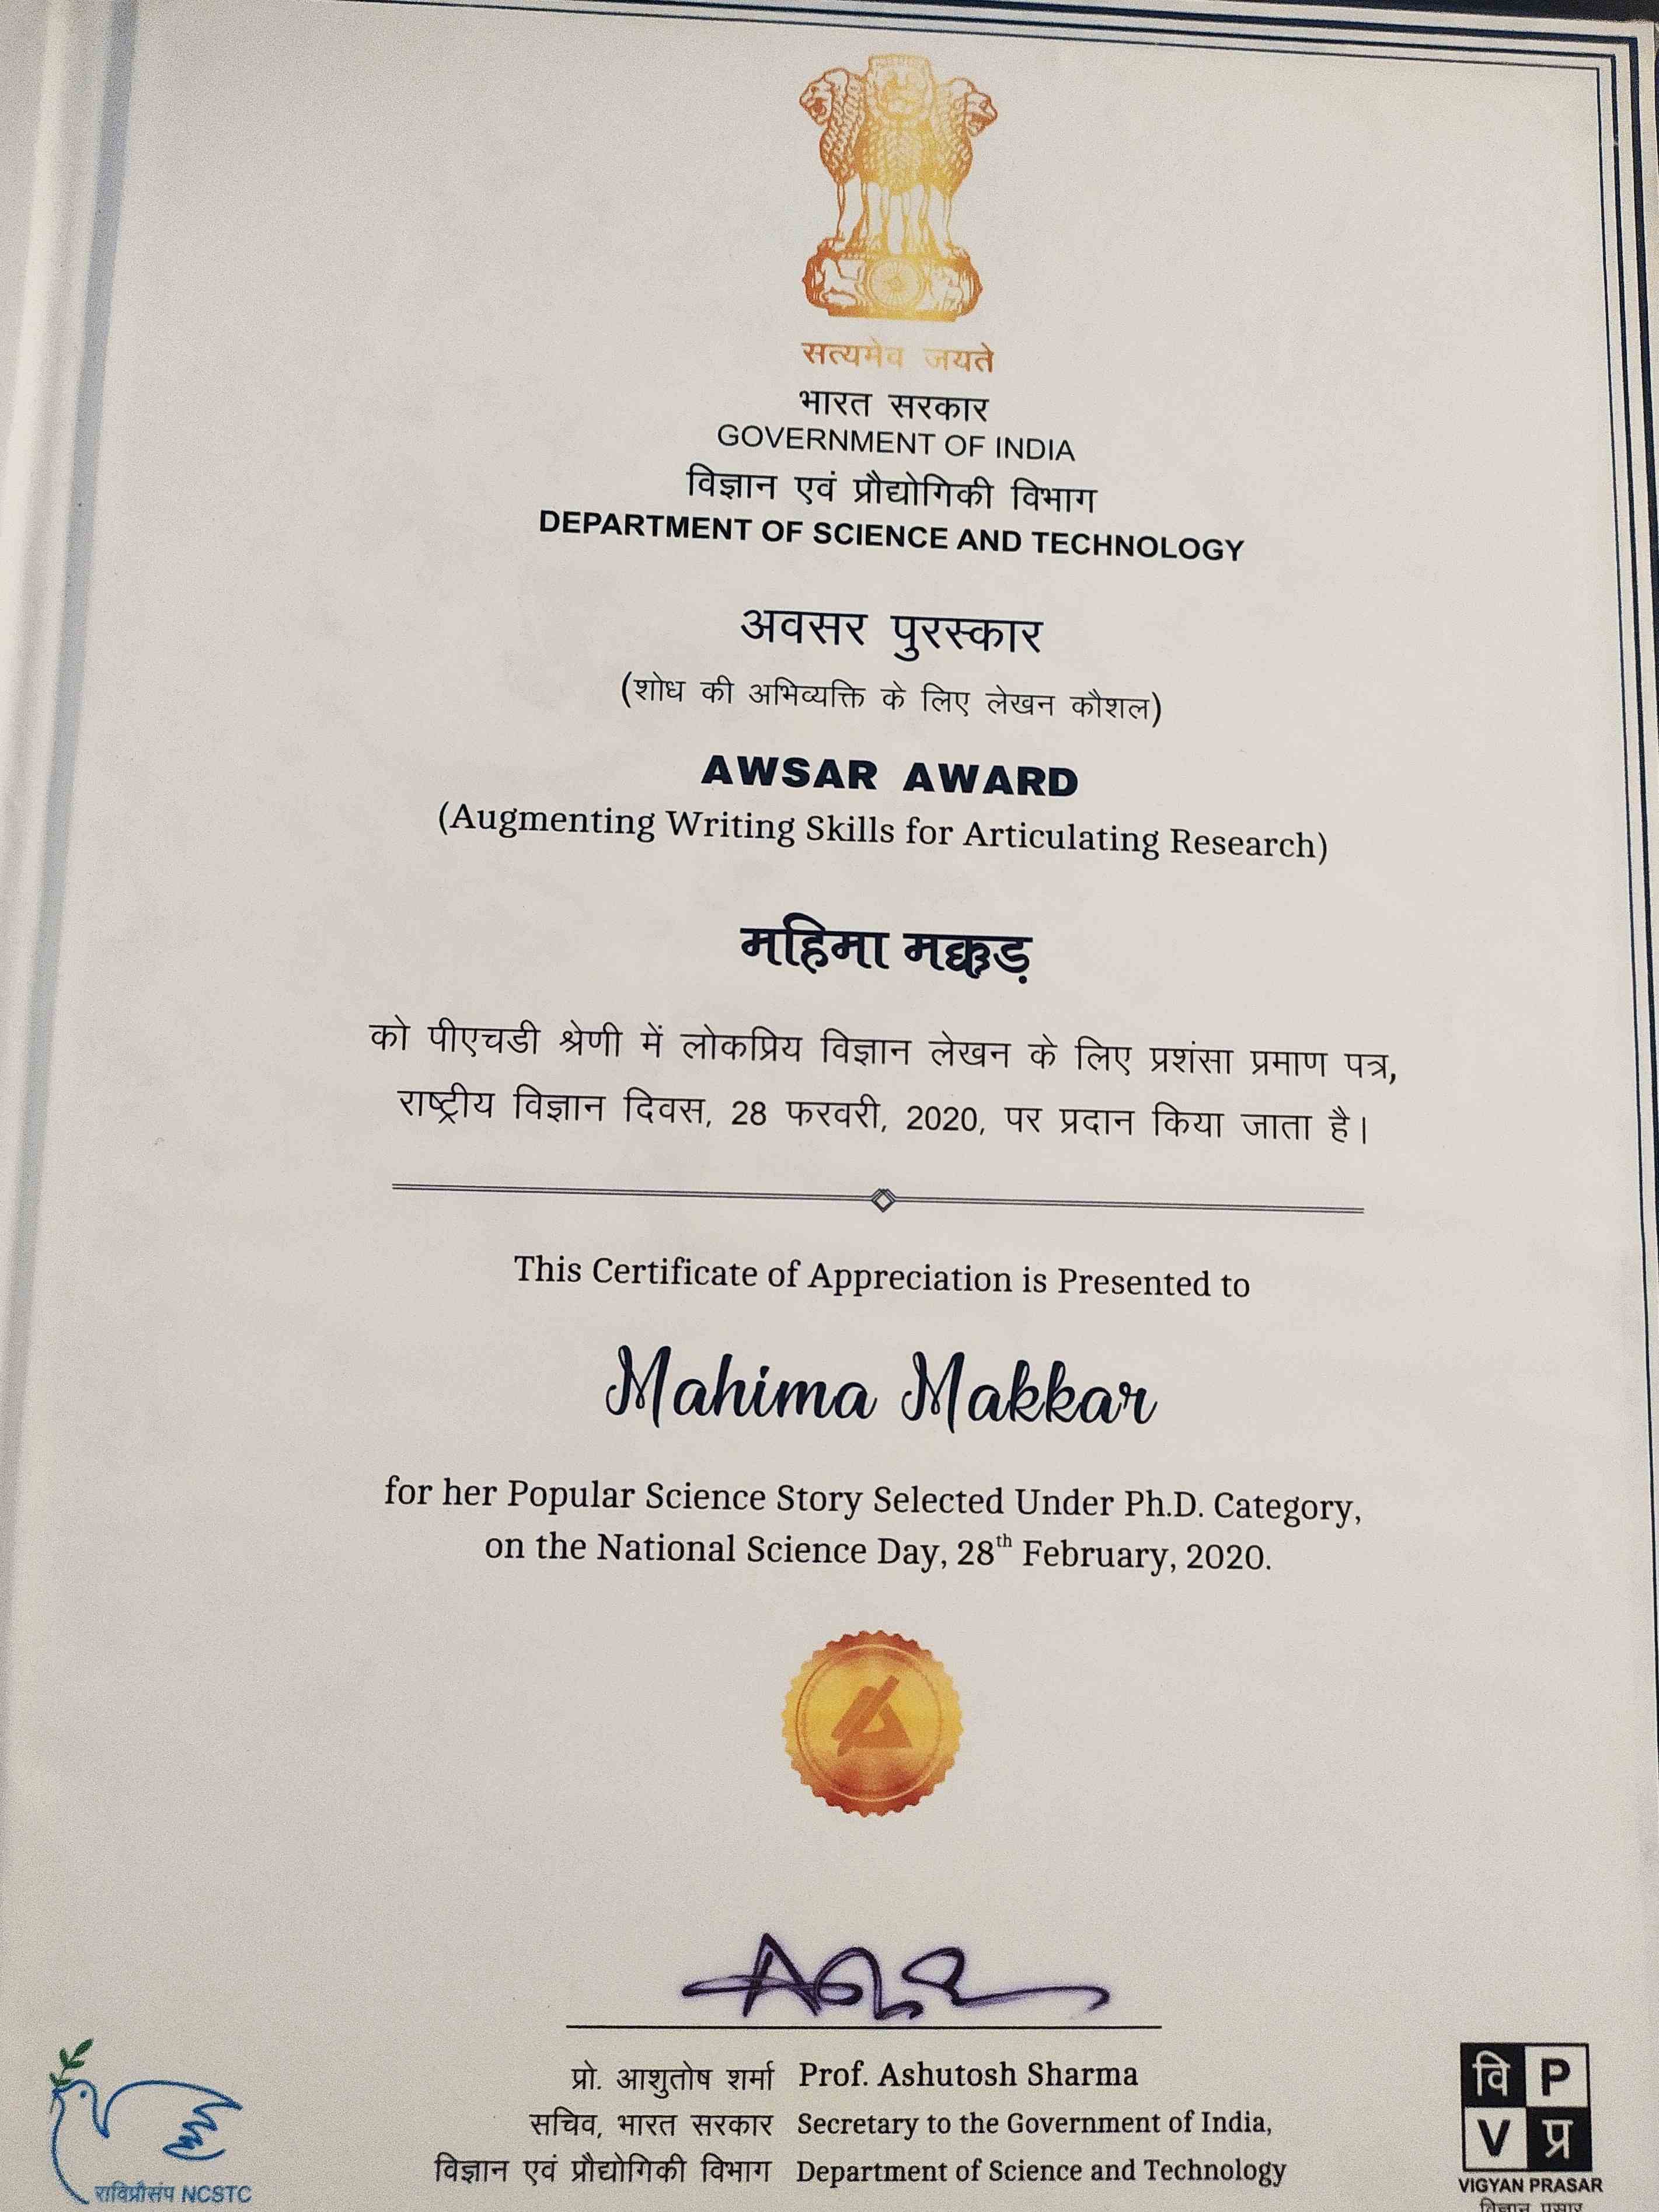 सत्यमेव जयते
भारत सरकार
GOVERNMENT OF INDIA
विज्ञान एवं प्रौद्योगिकी विभाग
DEPARTMENT OF SCIENCE AND TECHNOLOGY
अवसर पुरस्कार
(शोध की अभिव्यक्ति के लिए लेखन कौशल)
AWSAR AWARD
(Augmenting Writing Skills for Articulating Research)
महिमा मक्कड़
को पीएचडी श्रेणी में लोकप्रिय विज्ञान लेखन के लिए प्रशंसा प्रमाण पत्र,
राष्ट्रीय विज्ञान दिवस, 28 फरवरी, 2020, पर प्रदान किया जाता है।
This Certificate of Appreciation is Presented to
Mahima Makkar
for her Popular Science Story Selected Under Ph.D. Category,
on the National Science Day, 28th February, 2020.
प्रो. आशुतोष शर्मा Prof. Ashutosh Sharma
सचिव, भारत सरकार Secretary to the Government of India,
विज्ञान एवं प्रौद्योगिकी विभाग Department of Science and Technology
राविप्रौसंप NCSTC
वि P
V प्र
VIGYAN PRASAR
विज्ञान प्रसार